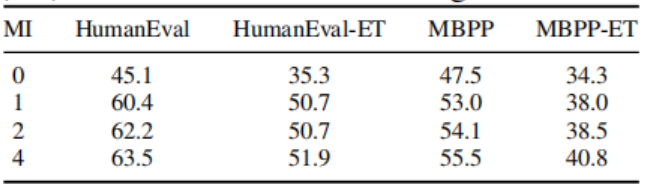 MI HumanEval HumanEval-ET MBPP MBPP-ET
0 45.1 35.3 47.5 34.3
1 60.4 50.7 53.0 38.0
2 62.2 50.7 54.1 38.5
4 63.5 51.9 55.5 40.8